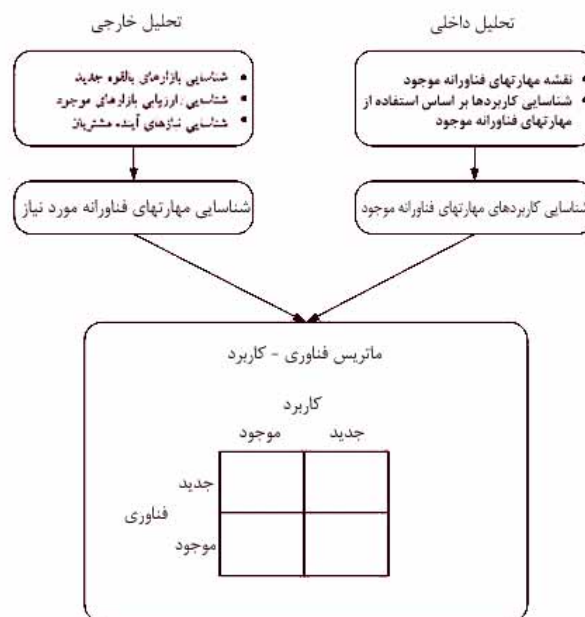 تحلیل داخلی
نقشه مهارتهای فناورانه موجود
شناسایی کاربردها بر اساس استفاده از
مهارتهای فناورانه موجود
شناسایی کاربردهای مهارتهای فناورانه موجود
تحلیل خارجی
شناسایی بازارهای بالقوه جدید
شناسایی ارزیابی بازارهای موجود
شناسایی نیازهای آینده مشتریان
شناسایی مهارتهای فناورانه مورد نیاز
ماتریس فناوری - کاربرد
کاربرد
جدید
موجود
جدید
فناوری
موجود